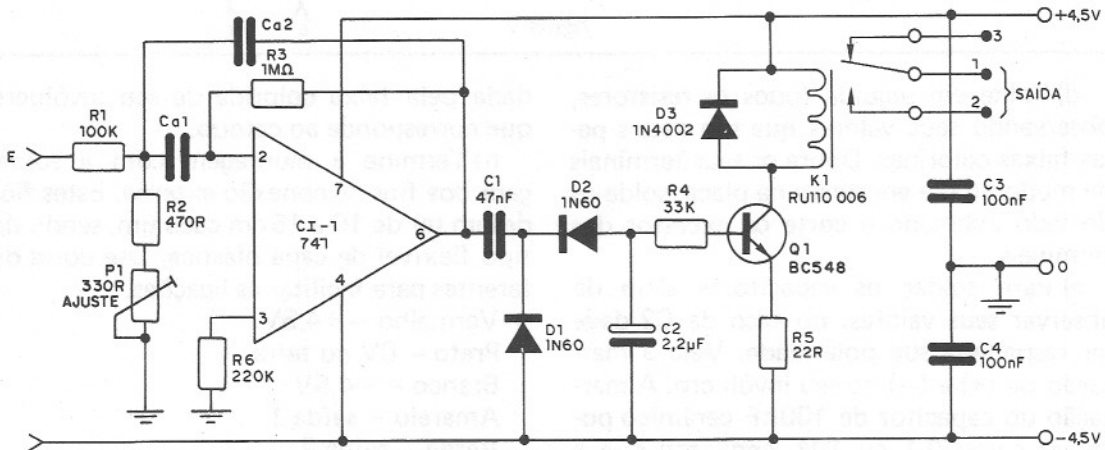 +4,5V
Ca2
R3
1MΩ
3
R1
100K
Ca1
1
SAÍDA
D3
1N4002
2
E
2
7
R2
470R
C1
47nF
D2
1N60
R4
33K
K1
RU110 006
C3
100nF
CI-1
741
6
Q1
BC548
0
P1
330R
AJUSTE
4
3
D1
1N60
C2
2,2µF
R5
22R
C4
100nF
R6
220K
-4,5V